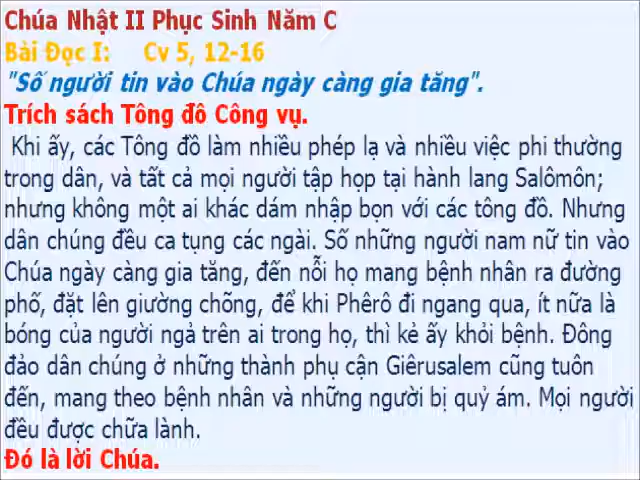 Chúa Nhật II Phục Sinh Năm C
Bài Đọc I: Cv 5, 12-16
"Số người tin vào Chúa ngày càng gia tăng".
Trích sách Tông đồ Công vụ.
Khi ấy, các Tông đồ làm nhiều phép lạ và nhiều việc phi thường
trong dân, và tất cả mọi người tập họp tại hành lang Salômôn;
nhưng không một ai khác dám nhập bọn với các tông đồ. Nhưng
dân chúng đều ca tụng các ngài. Số những người nam nữ tin vào
Chúa ngày càng gia tăng, đến nỗi họ mang bệnh nhân ra đường
phố, đặt lên giường chõng, để khi Phêrô đi ngang qua, ít nữa là
bóng của người ngả trên ai trong họ, thì kẻ ấy khỏi bệnh. Đông
đảo dân chúng ở những thành phụ cận Giêrusalem cũng tuôn
đến, mang theo bệnh nhân và những người bị quỷ ám. Mọi người
đều được chữa lành.
Đó là lời Chúa.